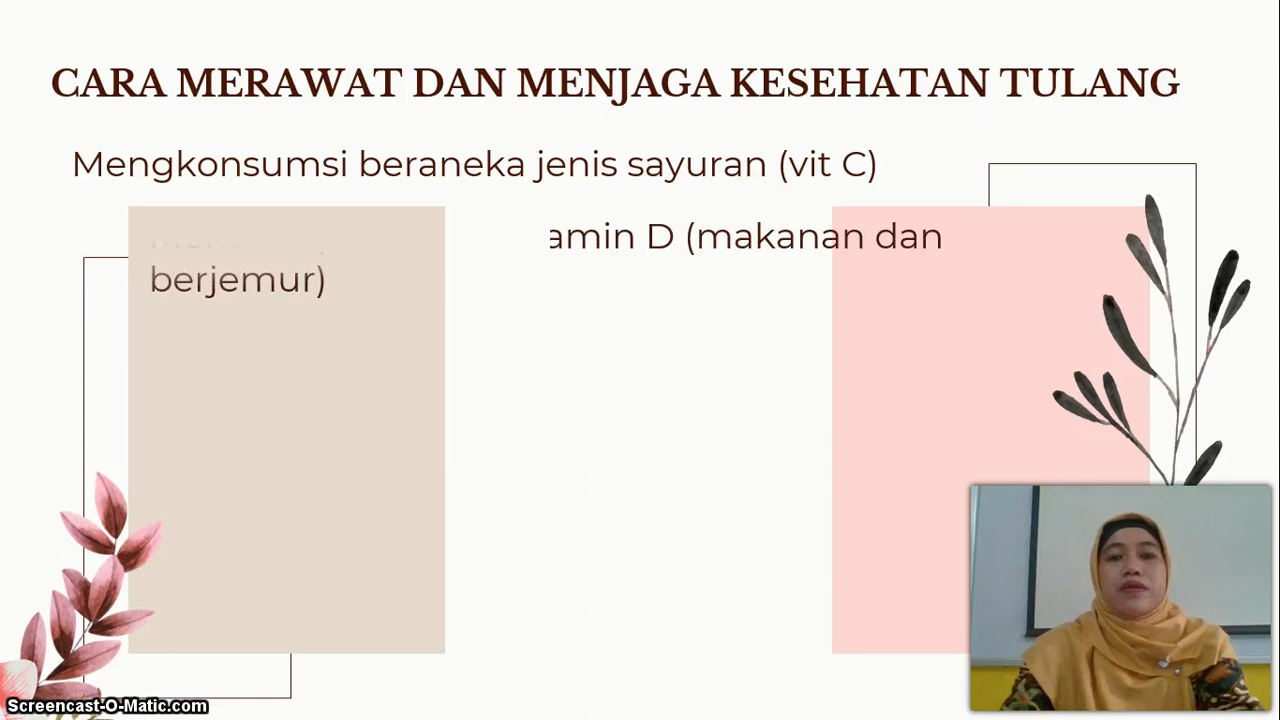 CARA MERAWAT DAN MENJAGA KESEHATAN TULANG
Mengkonsumsi beraneka jenis sayuran (vit C)
amin D (makanan dan
berjemur)
Screencast-O-Matic.com